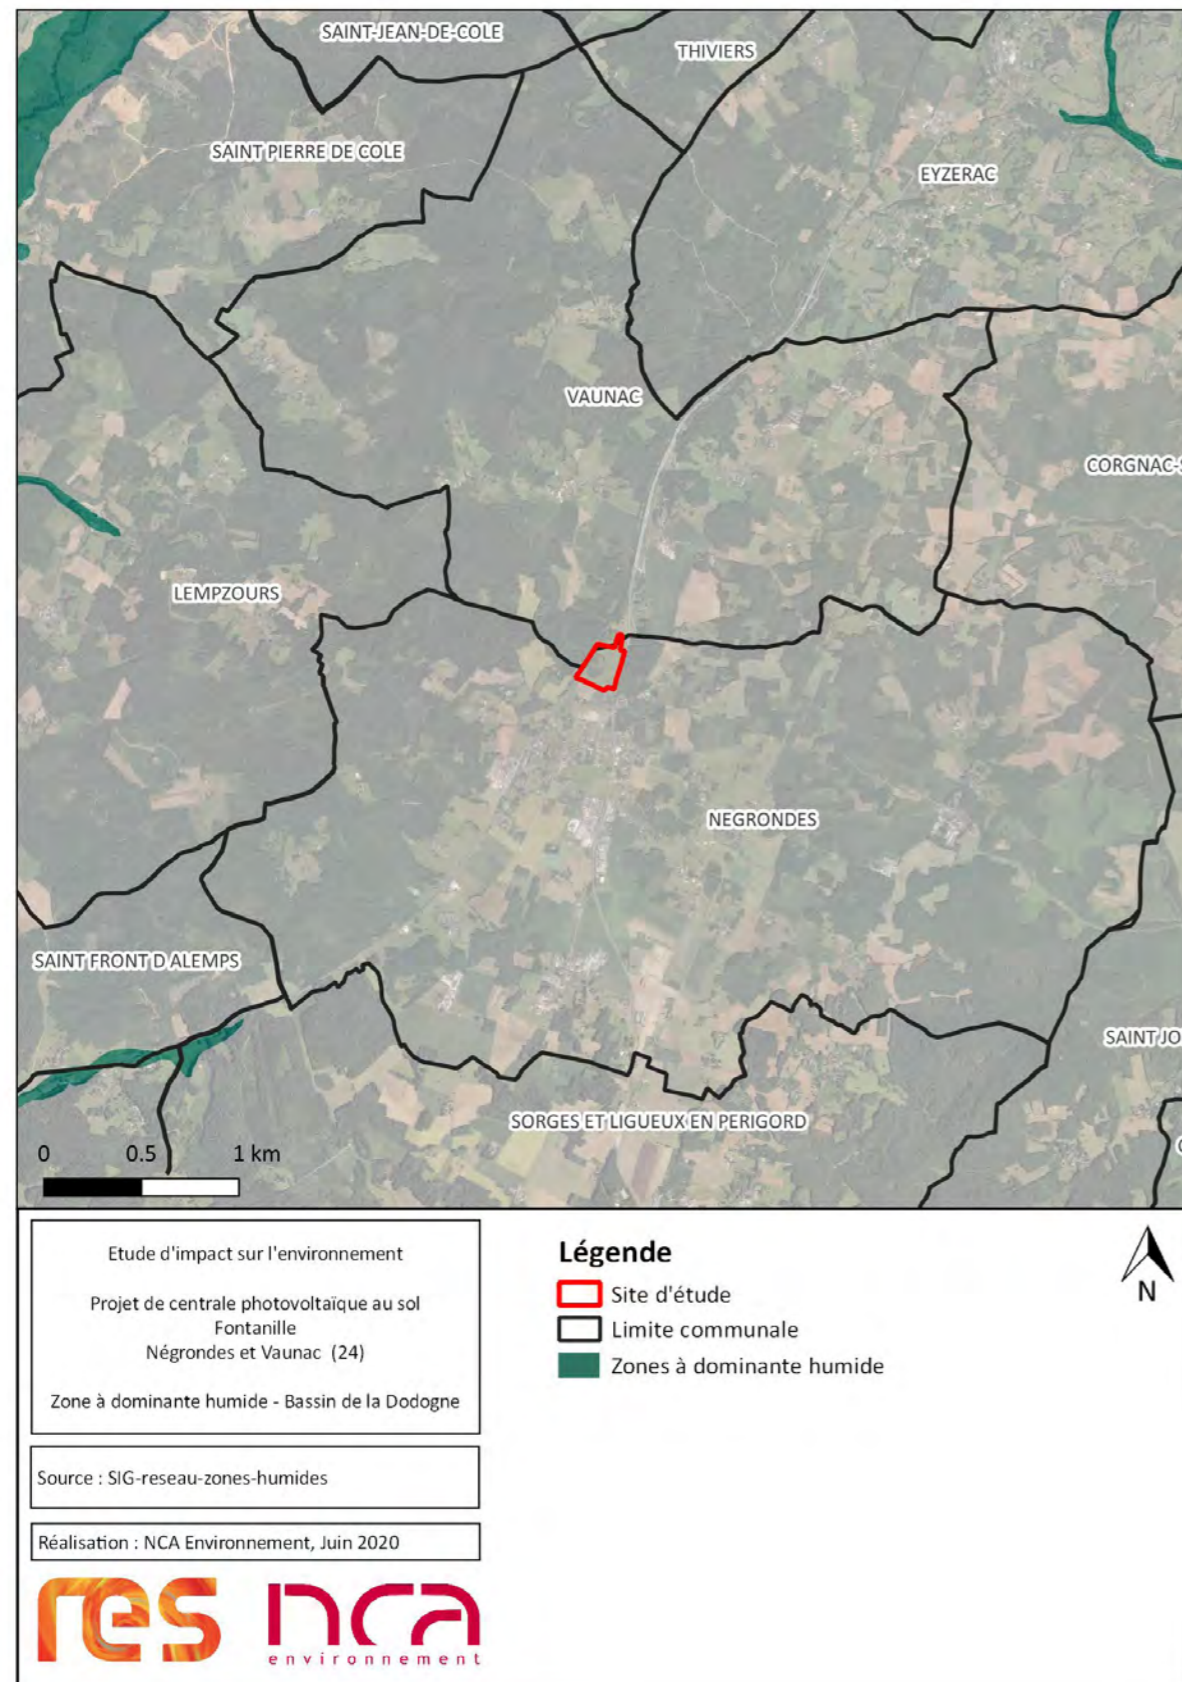 SAINT-JEAN-DE-COLE
THIVIERS
SAINT PIERRE DE COLE
EYZERAC
VAUNAC
CORGNAC-S
LEMPZOURS
NEGRONDES
SAINT FRONT D ALEMPS
SAINT JO
SORGES ET LIGUEUX EN PERIGORD
0 0.5 1 km
Etude d'impact sur l'environnement
Projet de centrale photovoltaïque au sol
Fontanille
Négrondes et Vaunac (24)
Zone à dominante humide - Bassin de la Dodogne
Source : SIG-reseau-zones-humides
Réalisation : NCA Environnement, Juin 2020
Légende
Site d'étude
Limite communale
Zones à dominante humide
N
res
nca
environnement